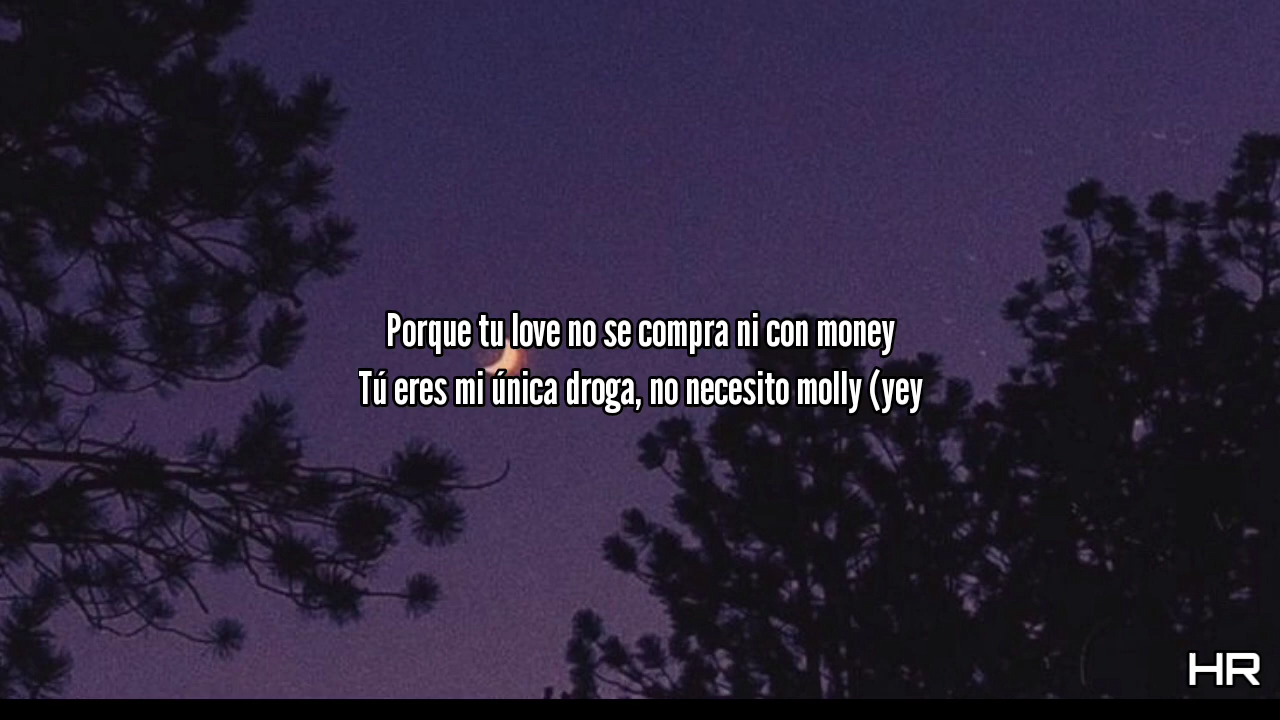 Porque tu love no se compra ni con money
Tú eres mi única droga, no necesito molly (yey
HR